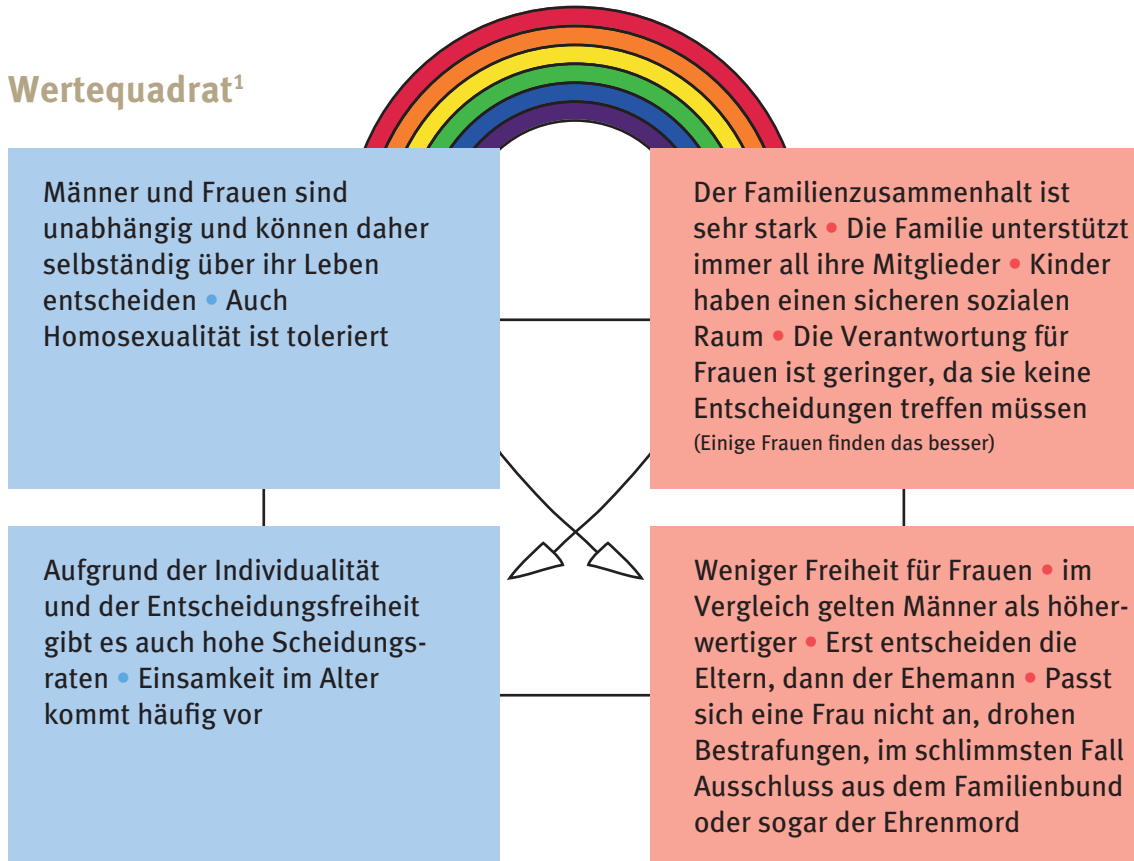 Wertequadrat¹
Männer und Frauen sind
unabhängig und können daher
selbständig über ihr Leben
entscheiden • Auch
Homosexualität ist toleriert
Der Familienzusammenhalt ist
sehr stark • Die Familie unterstützt
immer all ihre Mitglieder • Kinder
haben einen sicheren sozialen
Raum • Die Verantwortung für
Frauen ist geringer, da sie keine
Entscheidungen treffen müssen
(Einige Frauen finden das besser)
Aufgrund der Individualität
und der Entscheidungsfreiheit
gibt es auch hohe Scheidungs-
raten • Einsamkeit im Alter
kommt häufig vor
Weniger Freiheit für Frauen • im
Vergleich gelten Männer als höher-
wertiger • Erst entscheiden die
Eltern, dann der Ehemann • Passt
sich eine Frau nicht an, drohen
Bestrafungen, im schlimmsten Fall
Ausschluss aus dem Familienbund
oder sogar der Ehrenmord